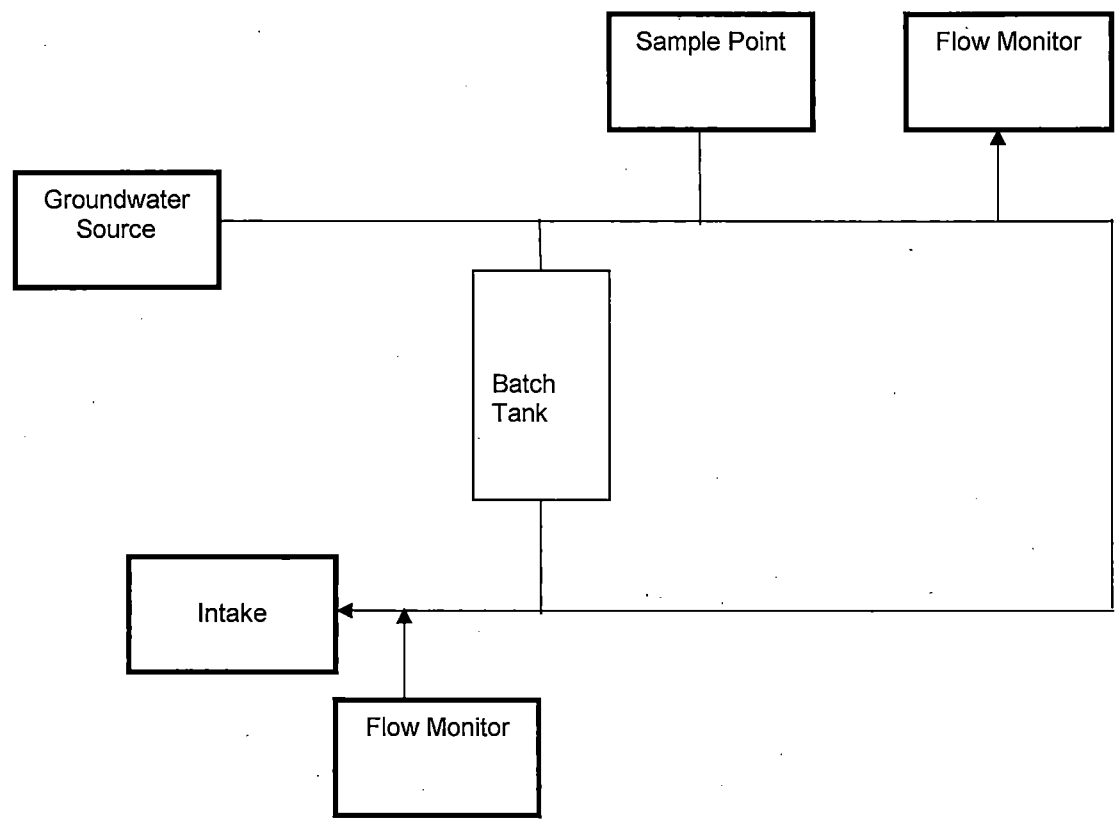 Sample Point
Flow Monitor
Groundwater
Source
Batch
Tank
Intake
Flow Monitor